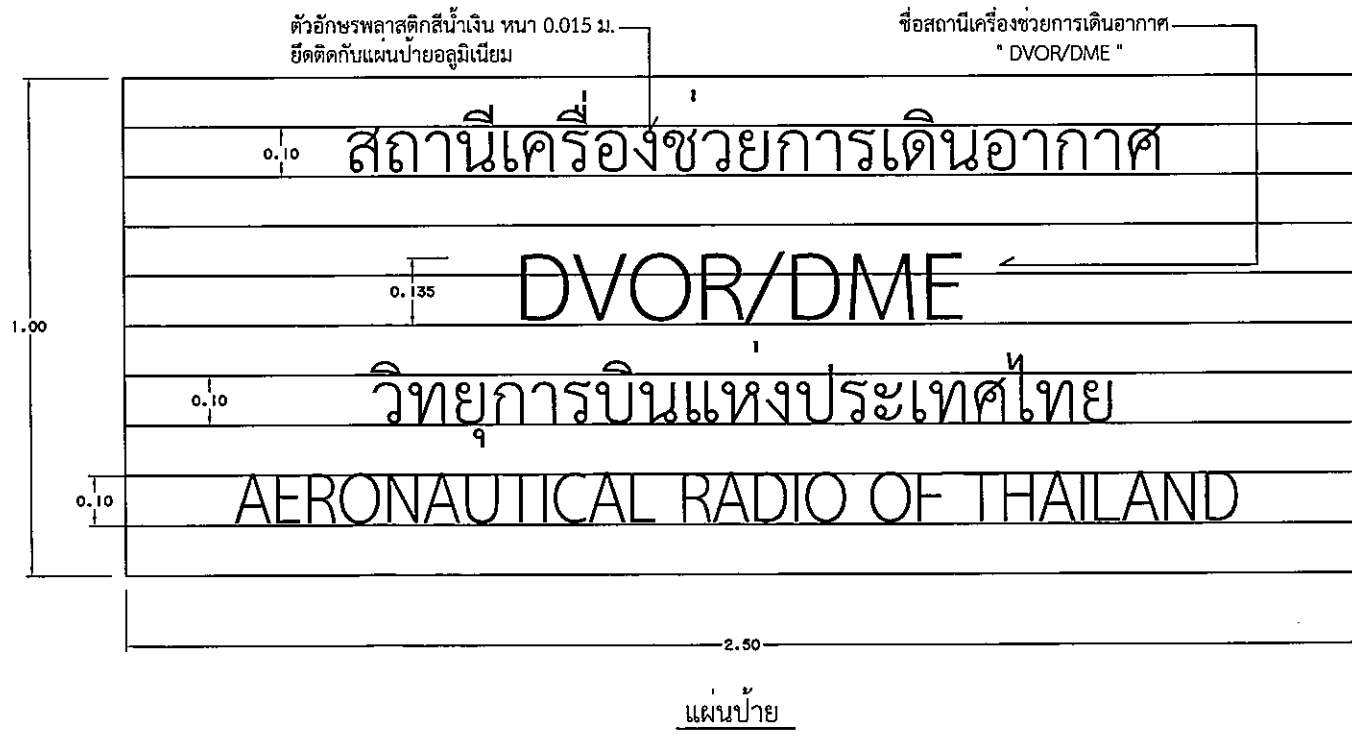 ตัวอักษรพลาสติกสีน้ำเงิน หนา 0.015 ม.
ยึดติดกับแผ่นป้ายอลูมิเนียม
ชื่อสถานีเครื่องช่วยการเดินอากาศ
" DVOR/DME "
0.10
สถานีเครื่องช่วยการเดินอากาศ
0.135
DVOR/DME
1.00
0.10
วิทยุการบินแห่งประเทศไทย
0.10
AERONAUTICAL RADIO OF THAILAND
2.50
แผ่นป้าย